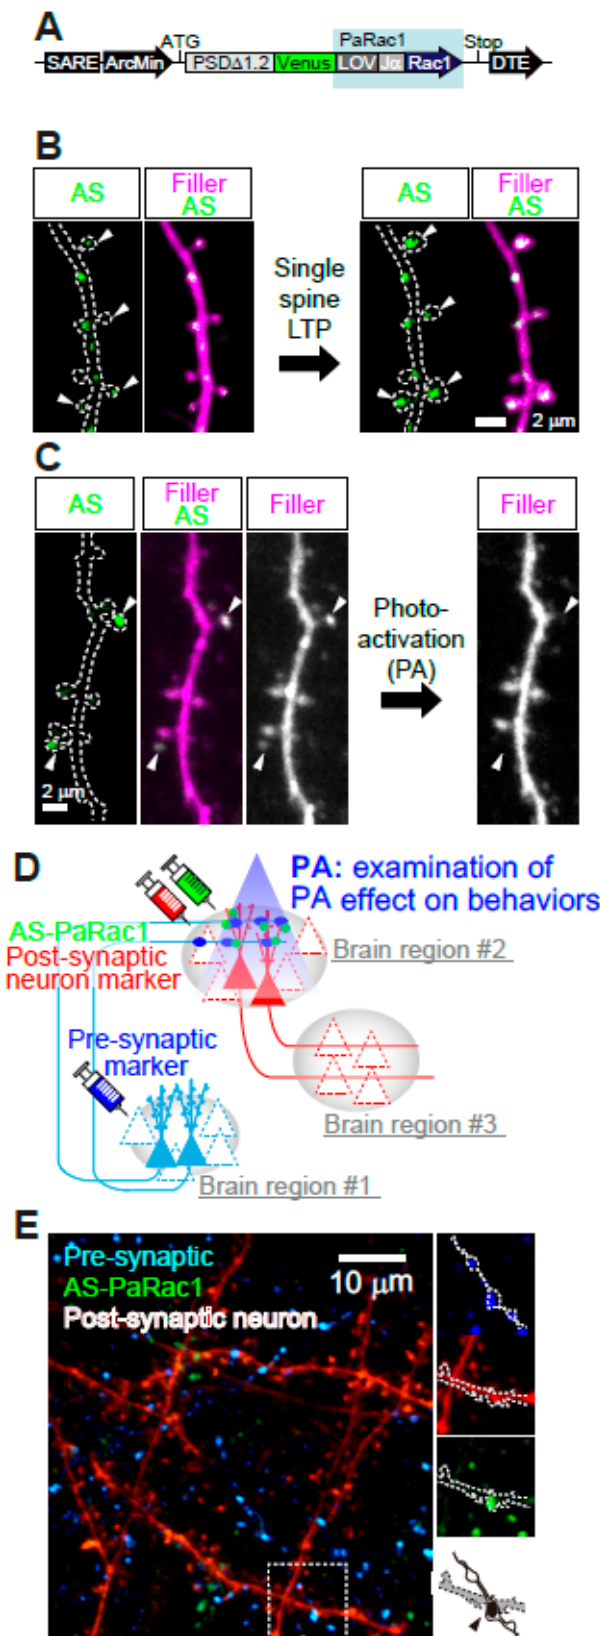 A
ATG
PaRac1
Stop
SARE ArcMin PSDΔ1.2 Venus LOV Jα Rac1 DTE
B
AS
Filler
AS
AS
Filler
AS
Single
spine
LTP
2 μm
C
AS
Filler
AS
Filler
Filler
Photo-
activation
(PA)
2 μm
D
PA: examination of
PA effect on behaviors
AS-PaRac1
Post-synaptic
neuron marker
Brain region #2
Pre-synaptic
marker
Brain region #3
Brain region #1
E
Pre-synaptic
AS-PaRac1
Post-synaptic neuron
10 μm